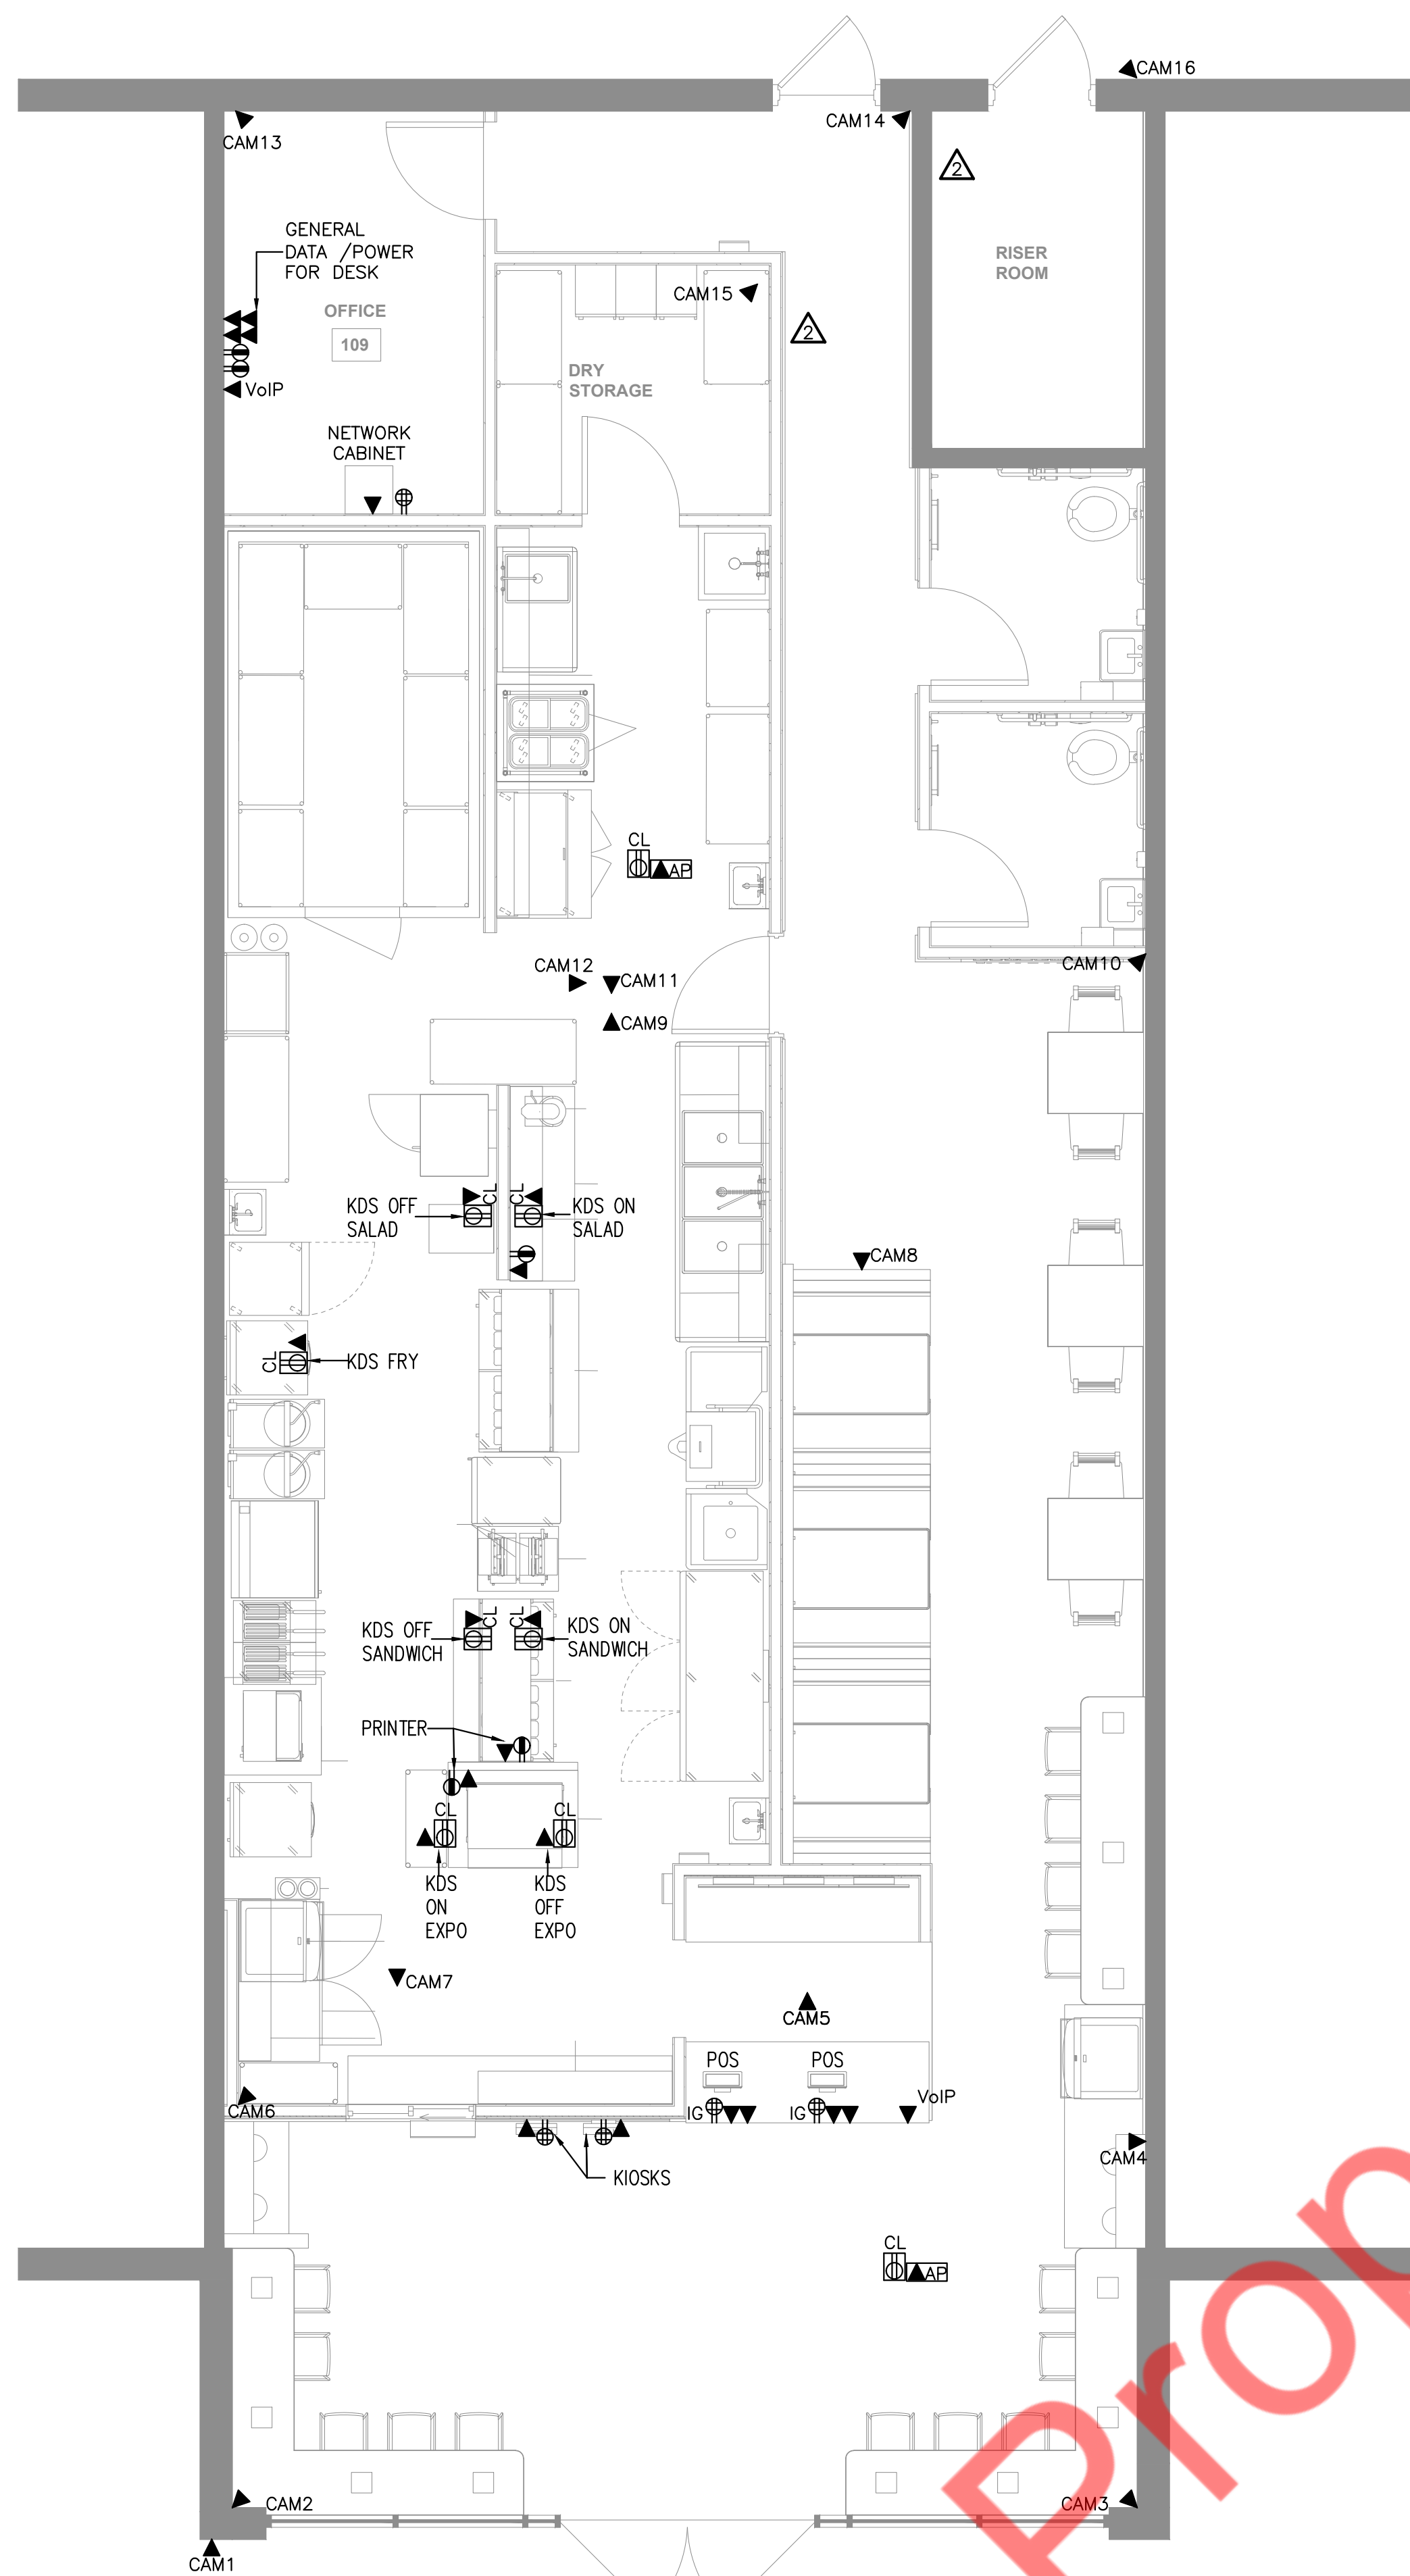 CAM16
CAM14
CAM13
2
GENERAL
DATA /POWER
FOR DESK
RISER
ROOM
CAM15
OFFICE
109
2
DRY
STORAGE
VoIP
NETWORK
CABINET
CL
AP
CAM12
CAM11
CAM10
CAM9
CL
CL
KDS OFF
SALAD
KDS ON
SALAD
CAM8
CL
KDS FRY
CL
CL
KDS OFF
SANDWICH
KDS ON
SANDWICH
PRINTER
CL
CL
KDS
ON
EXPO
KDS
OFF
EXPO
CAM7
CAM5
POS
POS
VoIP
CAM6
IG
IG
CAM4
KIOSKS
CL
AP
CAM2
CAM3
CAM1
Prop